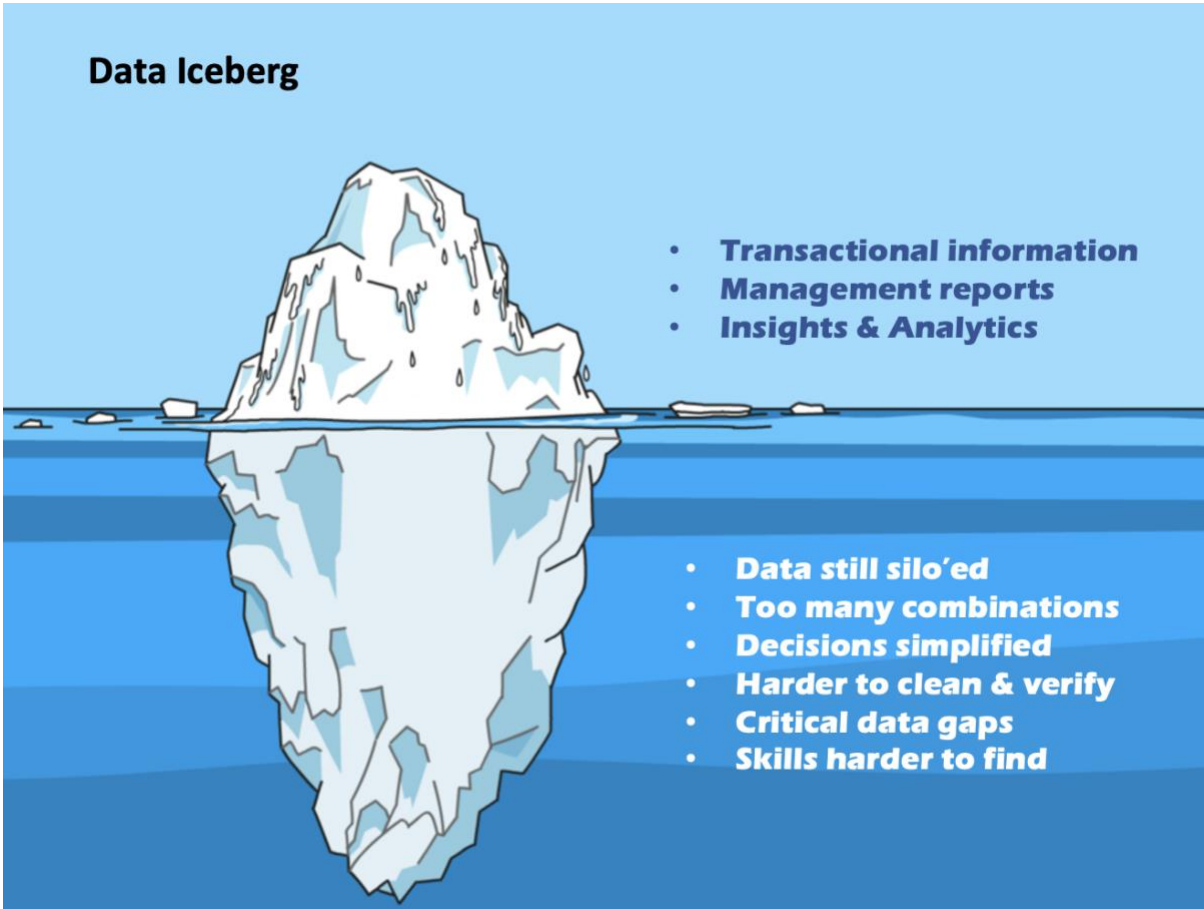 Data Iceberg
• Transactional information
• Management reports
• Insights & Analytics
• Data still silo’ed
• Too many combinations
• Decisions simplified
• Harder to clean & verify
• Critical data gaps
• Skills harder to find